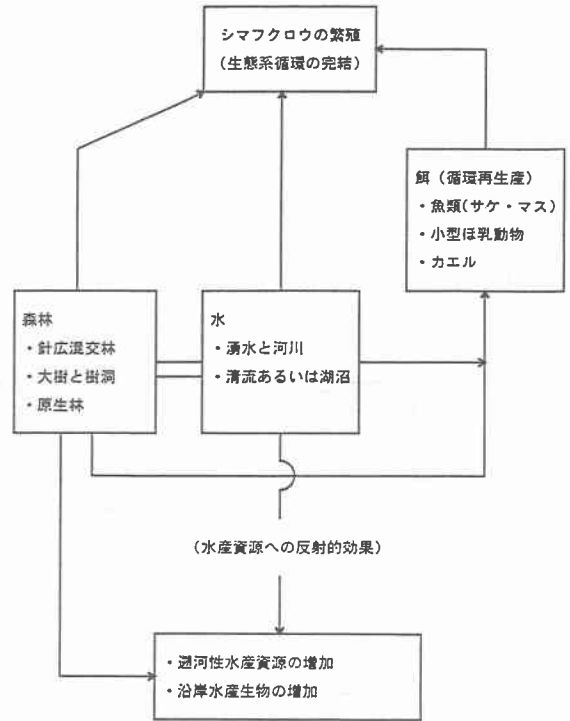 シマフクロウの繁殖
(生態系循環の完結)
餌(循環再生産)
・魚類(サケ・マス)
・小型ほ乳動物
・カエル
森林
・針広混交林
・大樹と樹洞
・原生林
水
・湧水と河川
・清流あるいは湖沼
(水産資源への反射的効果)
・遡河性水産資源の増加
・沿岸水産生物の増加